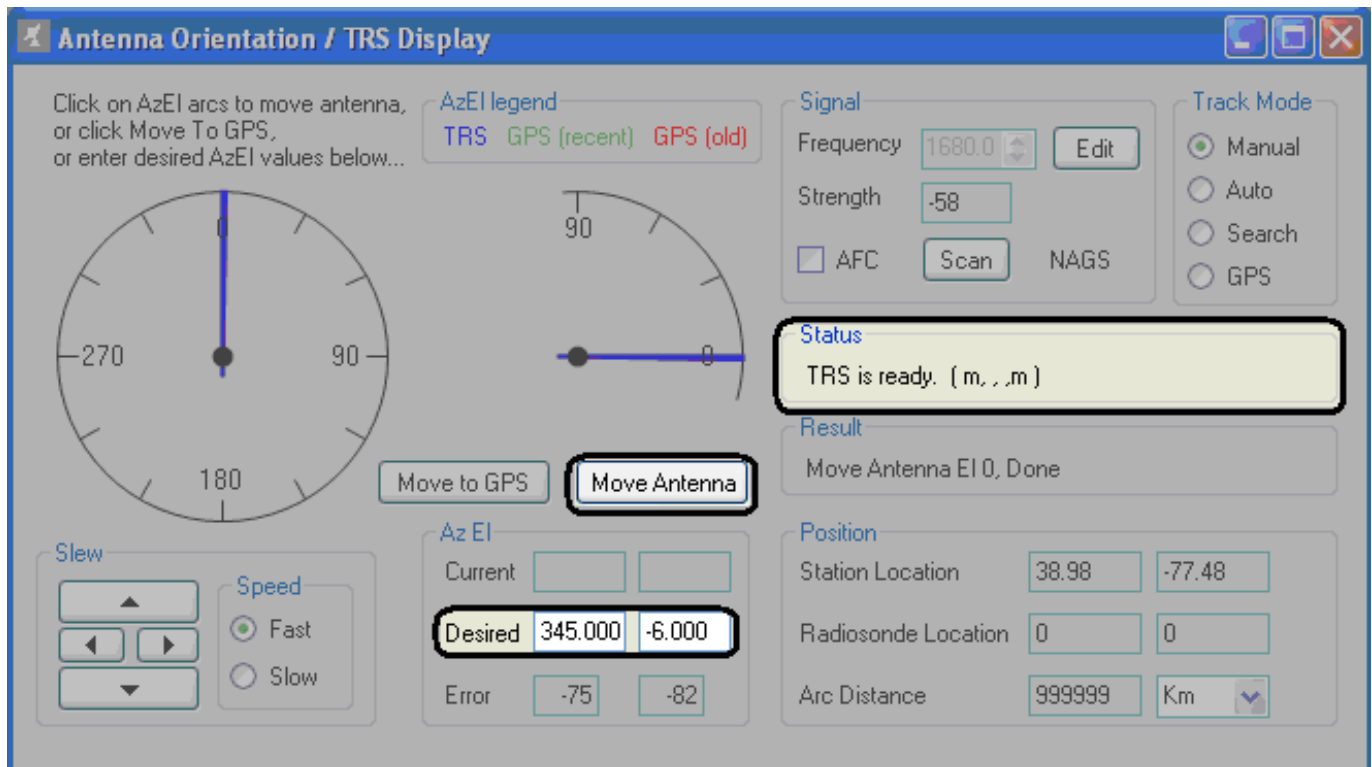 Antenna Orientation / TRS Display
Click on AzEl arcs to move antenna,
or click Move To GPS,
or enter desired AzEl values below...
AzEl legend
TRS GPS (recent) GPS (old)
0
90
180
270
90
0
Move to GPS
Move Antenna
Signal
Frequency 1680.0 Edit
Strength -58
AFC Scan NAGS
Track Mode
Manual
Auto
Search
GPS
Status
TRS is ready. ( m, , ,m )
Result
Move Antenna El 0, Done
Slew
Speed
Fast
Slow
Az El
Current
Desired 345.000 -6.000
Error -75 -82
Position
Station Location 38.98 -77.48
Radiosonde Location 0 0
Arc Distance 999999 Km